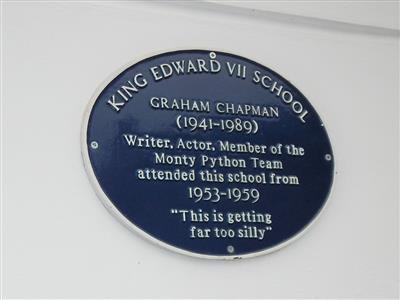 KING EDWARD VII SCHOOL
GRAHAM CHAPMAN
(1941-1989)
Writer, Actor, Member of the
Monty Python Team
attended this school from
1953-1959
"This is getting
far too silly"